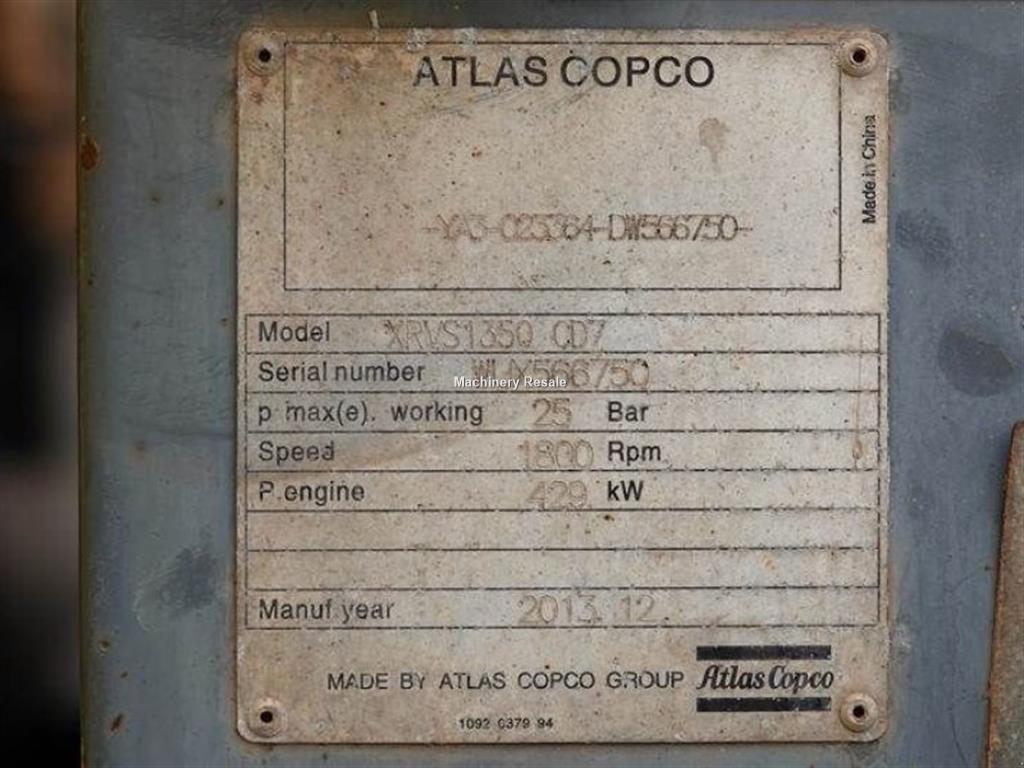 ATLAS COPCO
Made in China
-YA3-025364-DW566750-
Model XRVS1350 CD7
Serial number WUX566750
Machinery Resale
p max(e). working 25 Bar
Speed 1800 Rpm
P.engine 429 kW
Manuf year 2013.12.
MADE BY ATLAS COPCO GROUP Atlas Copco
1092 0379 94